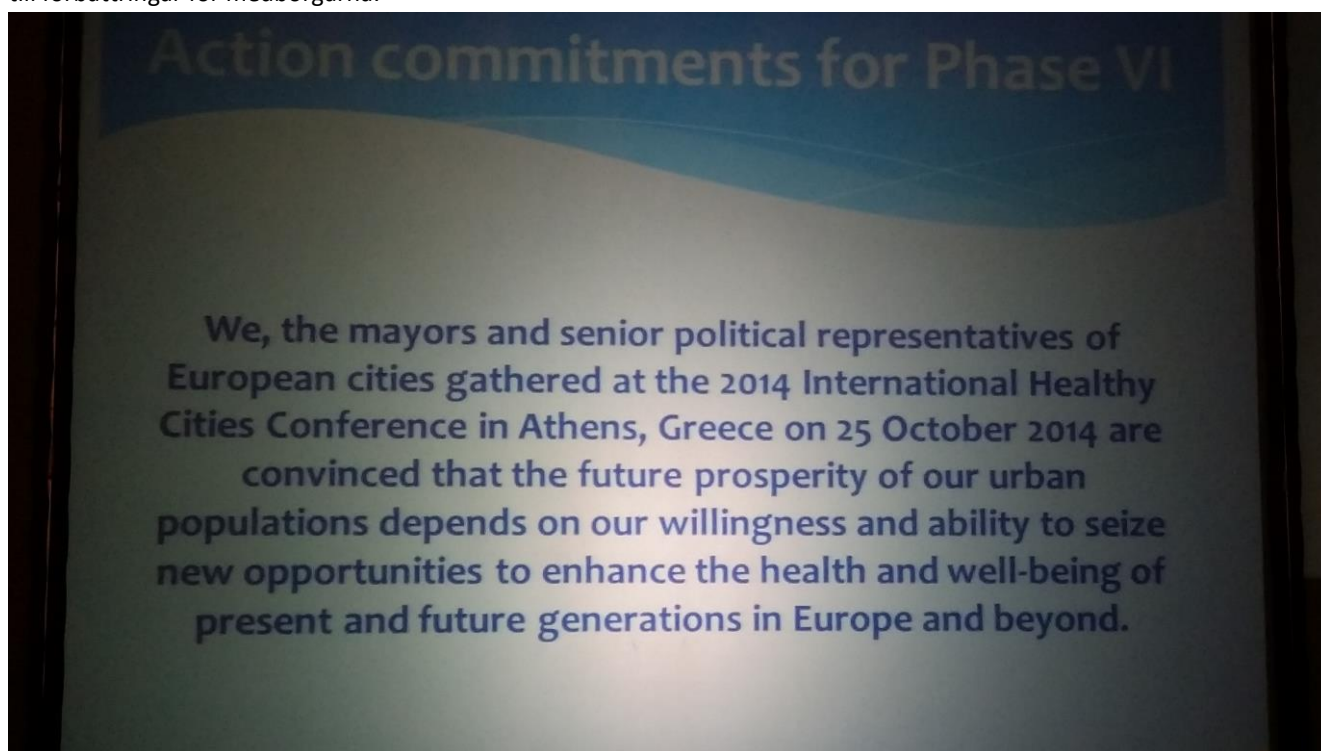 till förbättringar för medborgarna.
Action commitments for Phase VI
We, the mayors and senior political representatives of
European cities gathered at the 2014 International Healthy
Cities Conference in Athens, Greece on 25 October 2014 are
convinced that the future prosperity of our urban
populations depends on our willingness and ability to seize
new opportunities to enhance the health and well-being of
present and future generations in Europe and beyond.